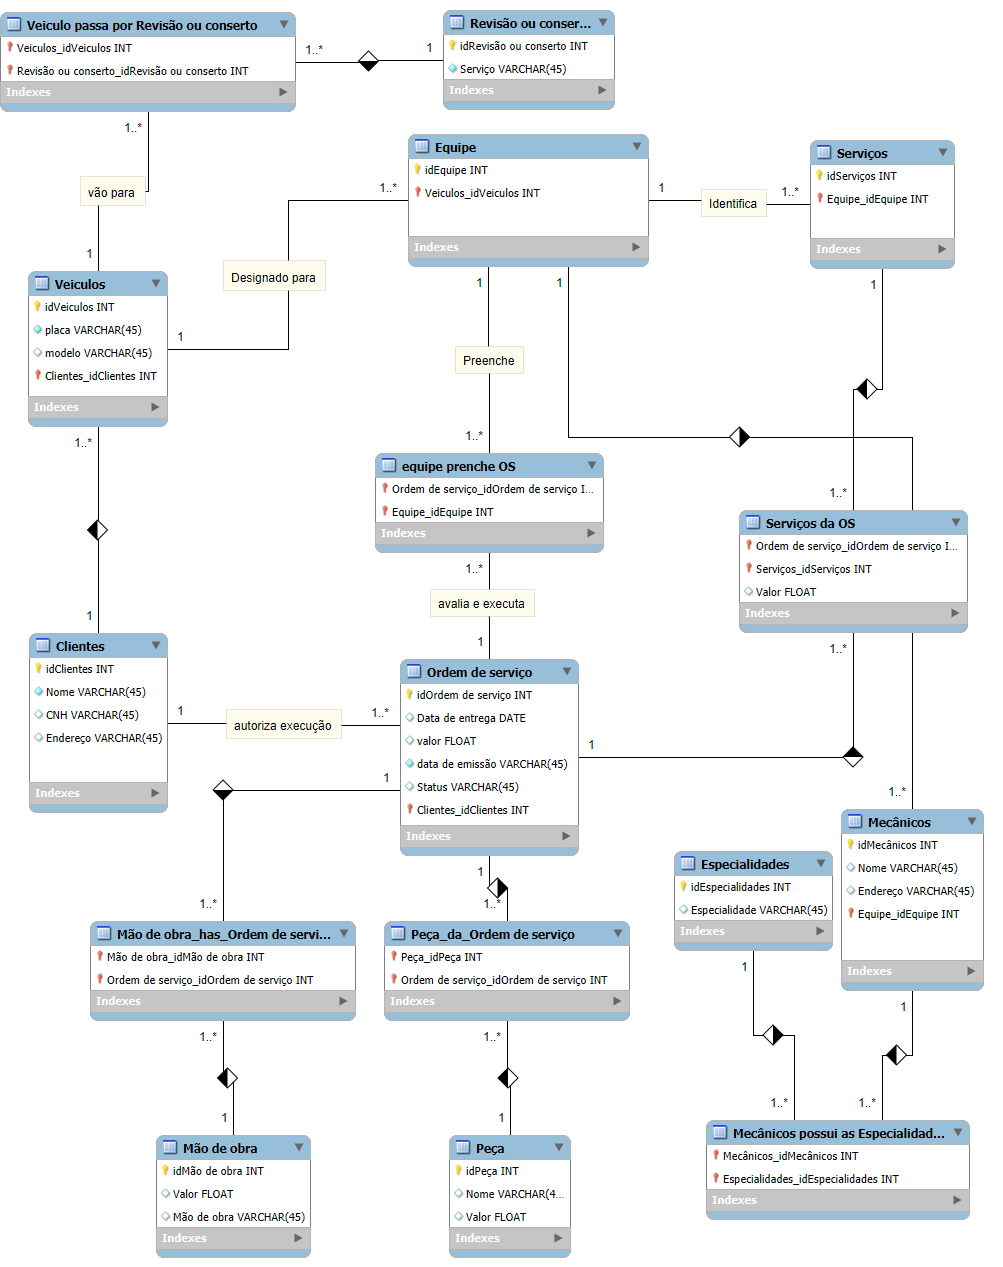 Veiculo passa por Revisão ou conserto
Veiculos_idVeiculos INT
Revisão ou conserto_idRevisão ou conserto INT
Indexes
1..*
1
Revisão ou conser...
idRevisão ou conserto INT
Serviço VARCHAR(45)
Indexes
1..*
vão para
1
Equipe
idEquipe INT
Veiculos_idVeiculos INT
Indexes
1
Identifica
1..*
Serviços
idServiços INT
Equipe_idEquipe INT
Indexes
1..*
Designado para
1
Veiculos
idVeiculos INT
placa VARCHAR(45)
modelo VARCHAR(45)
Clientes_idClientes INT
Indexes
1
Preenche
1..*
1
1
equipe prenche OS
Ordem de serviço_idOrdem de serviço I...
Equipe_idEquipe INT
Indexes
1..*
1..*
Serviços da OS
Ordem de serviço_idOrdem de serviço I...
Serviços_idServiços INT
Valor FLOAT
Indexes
1..*
1..*
avalia e executa
1
1
Clientes
idClientes INT
Nome VARCHAR(45)
CNH VARCHAR(45)
Endereço VARCHAR(45)
Indexes
1
autoriza execução
1..*
Ordem de serviço
idOrdem de serviço INT
Data de entrega DATE
valor FLOAT
data de emissão VARCHAR(45)
Status VARCHAR(45)
Clientes_idClientes INT
Indexes
1
1
1
1..*
Mecânicos
idMecânicos INT
Nome VARCHAR(45)
Endereço VARCHAR(45)
Equipe_idEquipe INT
Indexes
Especialidades
idEspecialidades INT
Especialidade VARCHAR(45)
Indexes
1..*
1..*
Mão de obra_has_Ordem de servi...
Mão de obra_idMão de obra INT
Ordem de serviço_idOrdem de serviço INT
Indexes
Peça_da_Ordem de serviço
Peça_idPeça INT
Ordem de serviço_idOrdem de serviço INT
Indexes
1
1
1..*
1..*
1..*
1..*
1
1
Mão de obra
idMão de obra INT
Valor FLOAT
Mão de obra VARCHAR(45)
Indexes
Peça
idPeça INT
Nome VARCHAR(4...
Valor FLOAT
Indexes
Mecânicos possui as Especialidad...
Mecânicos_idMecânicos INT
Especialidades_idEspecialidades INT
Indexes